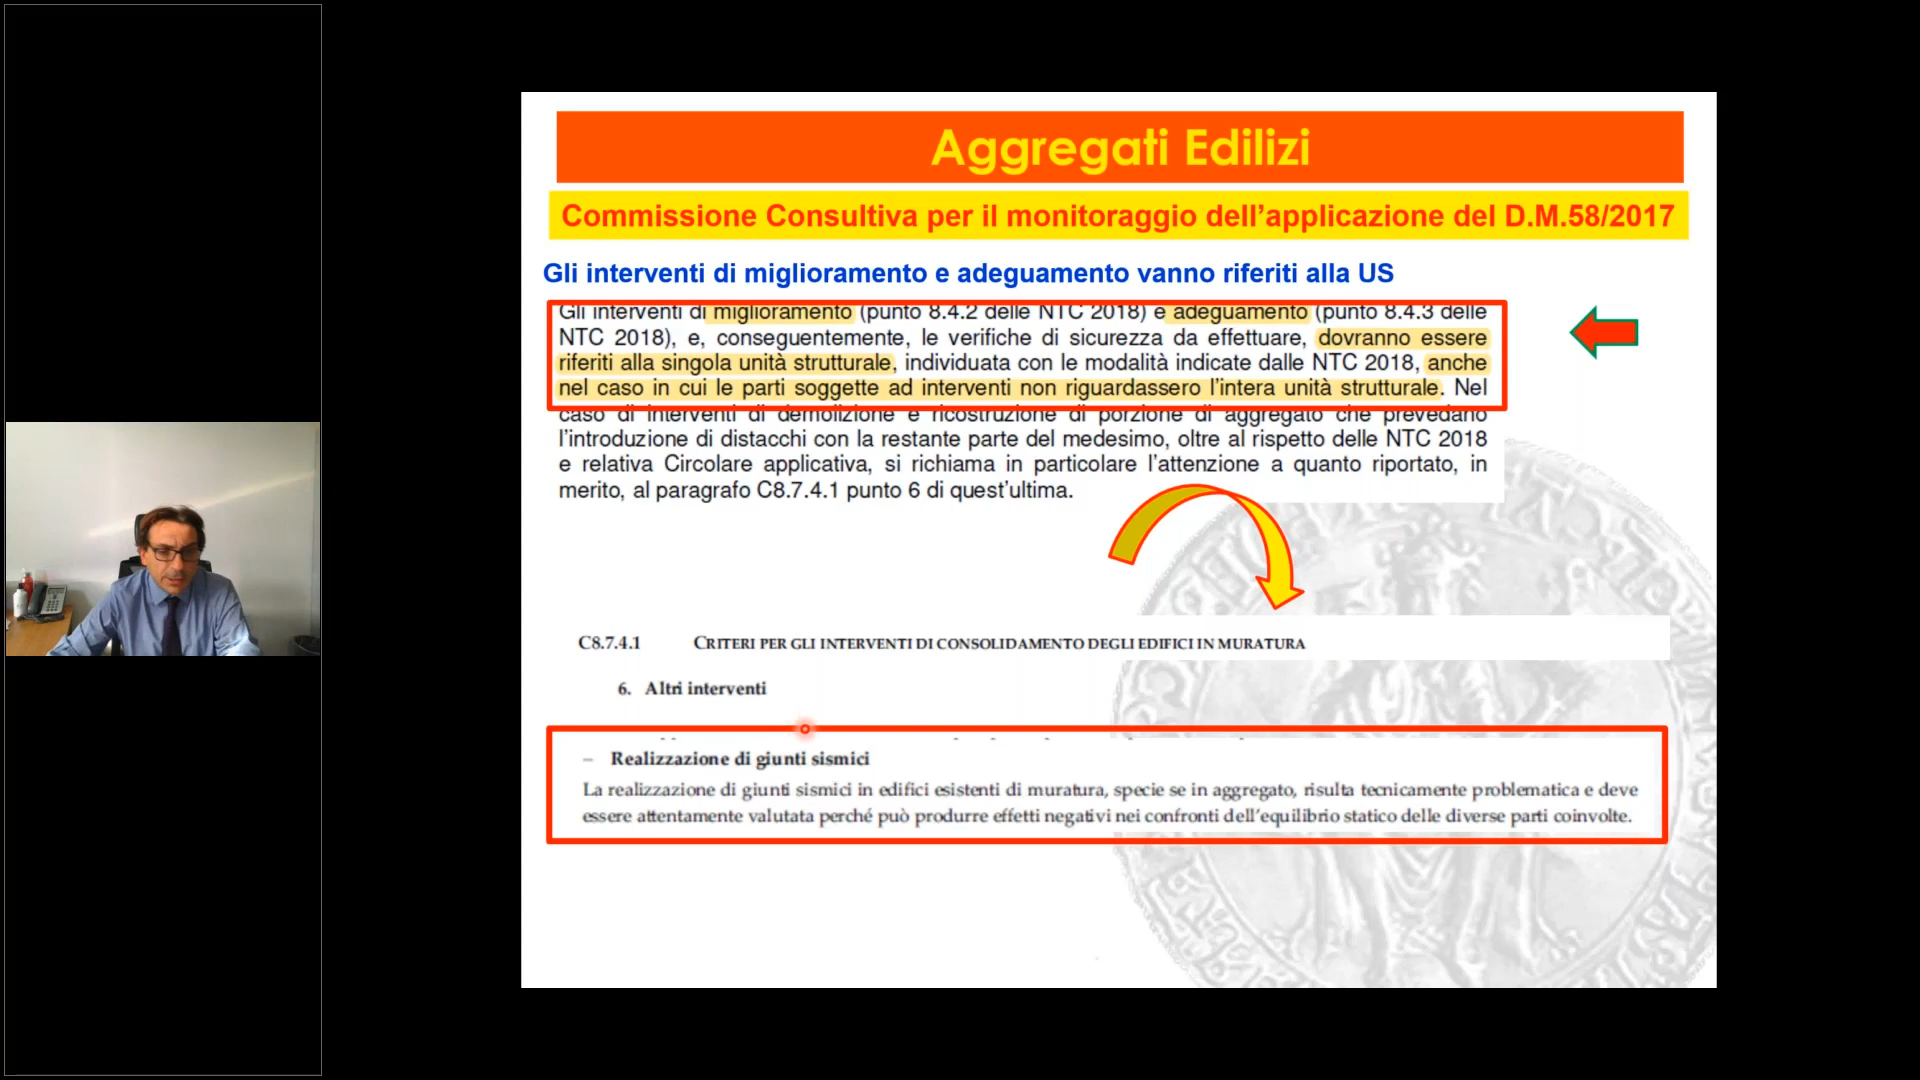 Aggregati Edilizi
Commissione Consultiva per il monitoraggio dell'applicazione del D.M.58/2017
Gli interventi di miglioramento e adeguamento vanno riferiti alla US
Gli interventi di miglioramento (punto 8.4.2 delle NTC 2018) e adeguamento (punto 8.4.3 delle
NTC 2018), e, conseguentemente, le verifiche di sicurezza da effettuare, dovranno essere
riferiti alla singola unità strutturale, individuata con le modalità indicate dalle NTC 2018, anche
nel caso in cui le parti soggette ad interventi non riguardassero l'intera unità strutturale. Nel
caso di interventi di demolizione e ricostruzione di porzione di aggregato che prevedano
l'introduzione di distacchi con la restante parte del medesimo, oltre al rispetto delle NTC 2018
e relativa Circolare applicativa, si richiama in particolare l'attenzione a quanto riportato, in
merito, al paragrafo C8.7.4.1 punto 6 di quest'ultima.
C8.7.4.1 CRITERI PER GLI INTERVENTI DI CONSOLIDAMENTO DEGLI EDIFICI IN MURATURA
6. Altri interventi
– Realizzazione di giunti sismici
La realizzazione di giunti sismici in edifici esistenti di muratura, specie se in aggregato, risulta tecnicamente problematica e deve
essere attentamente valutata perché può produrre effetti negativi nei confronti dell'equilibrio statico delle diverse parti coinvolte.